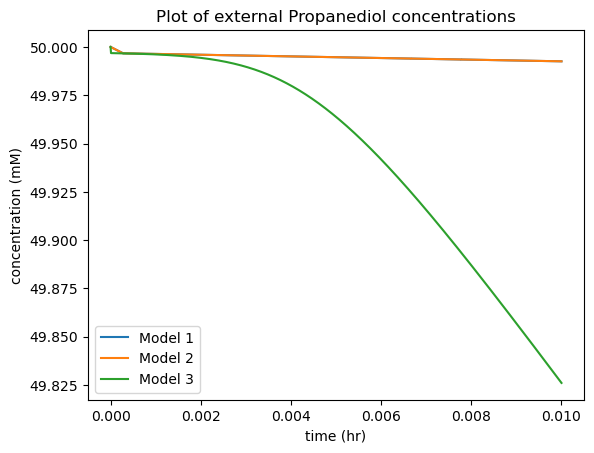 Plot of external Propanediol concentrations
50.000
49.975
49.950
49.925
49.900
49.875
49.850
49.825
concentration (mM)
Model 1
Model 2
Model 3
0.000 0.002 0.004 0.006 0.008 0.010
time (hr)